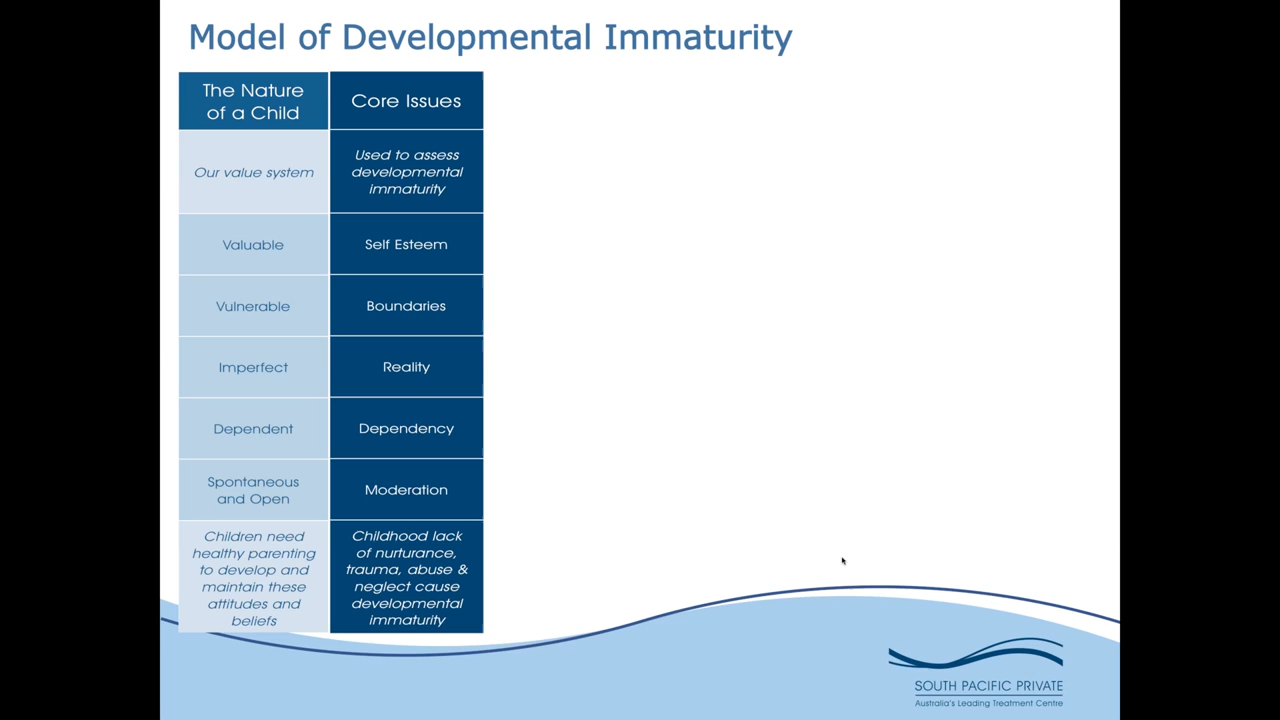 Model of Developmental Immaturity
The Nature
of a Child
Core Issues
Our value system
Used to assess
developmental
immaturity
Valuable
Self Esteem
Vulnerable
Boundaries
Imperfect
Reality
Dependent
Dependency
Spontaneous
and Open
Moderation
Children need
healthy parenting
to develop and
maintain these
attitudes and
beliefs
Childhood lack
of nurturance,
trauma, abuse &
neglect cause
developmental
immaturity
SOUTH PACIFIC PRIVATE
Australia's Leading Treatment Centre